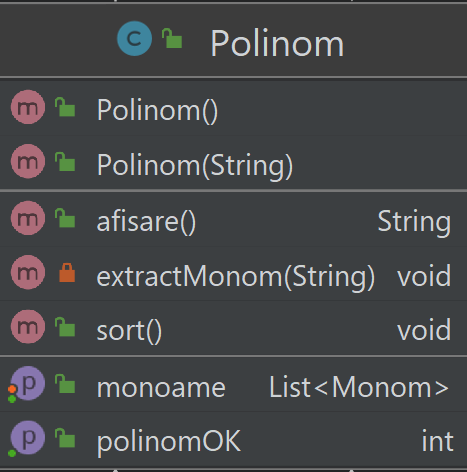 C Polinom
m Polinom()
m Polinom(String)
m afisare() String
m extractMonom(String) void
m sort() void
p monoame List<Monom>
p polinomOK int